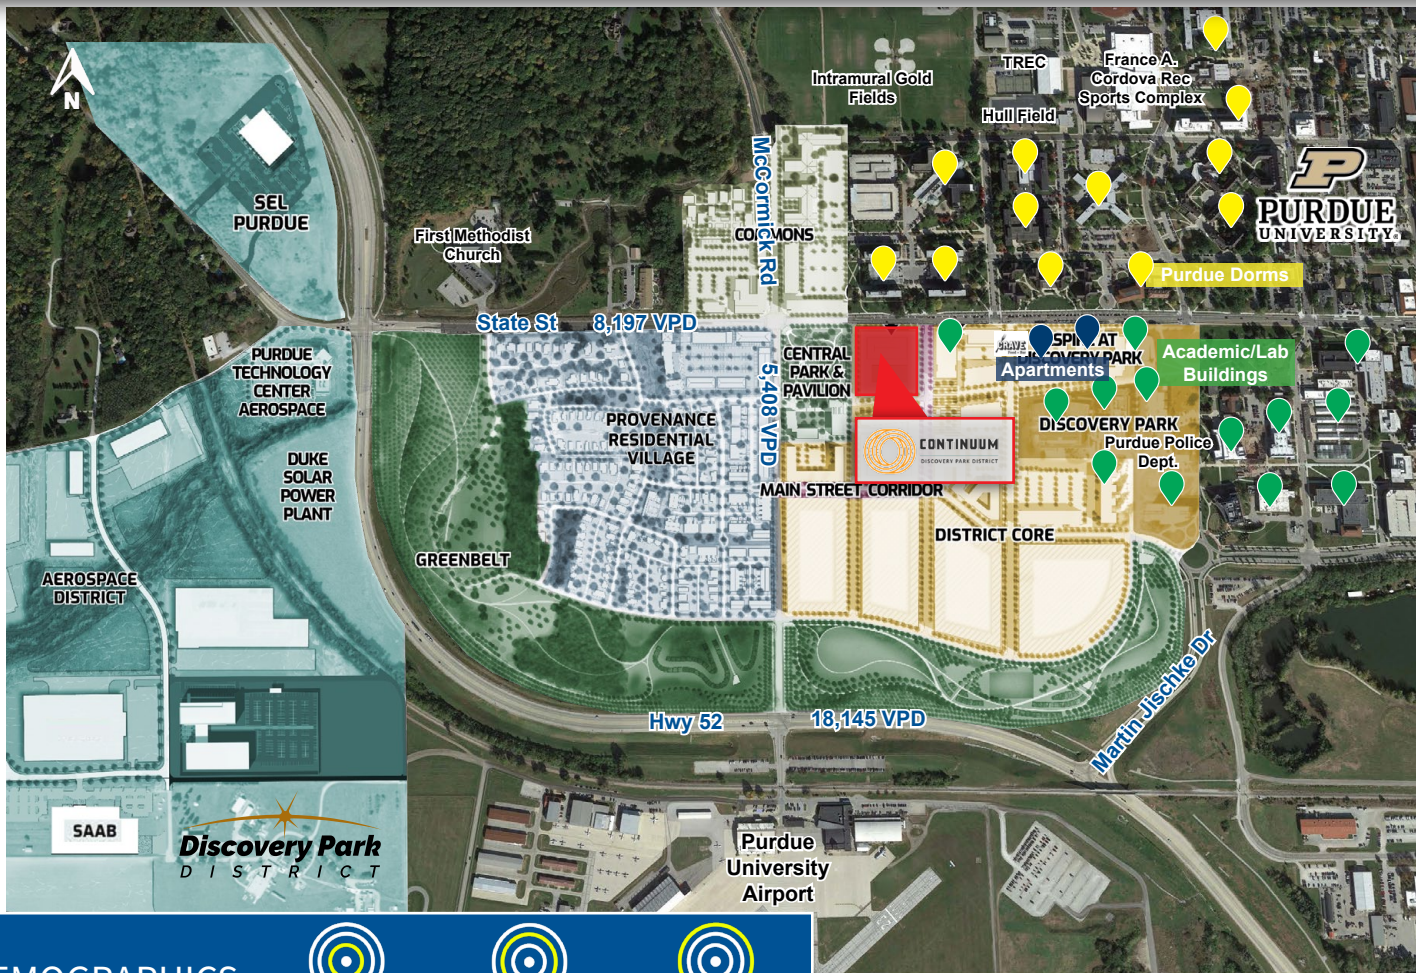 N
SEL
PURDUE
First Methodist
Church
Intramural Gold
Fields
TREC
Hull Field
France A.
Cordova Rec
Sports Complex
P
PURDUE
UNIVERSITY.
McCormick Rd
COMMONS
Purdue Dorms
State St
8,197 VPD
PURDUE
TECHNOLOGY
CENTER
AEROSPACE
CENTRAL
PARK &
PAVILION
5,408 VPD
CRAVE
AT
DISCOVERY PARK
Apartments
Academic/Lab
Buildings
PROVENANCE
RESIDENTIAL
VILLAGE
CONTINUUM
DISCOVERY PARK DISTRICT
DISCOVERY PARK
Purdue Police
Dept.
DUKE
SOLAR
POWER
PLANT
MAIN STREET CORRIDOR
DISTRICT CORE
GREENBELT
AEROSPACE
DISTRICT
Martin Jischke Dr
Hwy 52
18,145 VPD
SAAB
Discovery Park
DISTRICT
Purdue
University
Airport